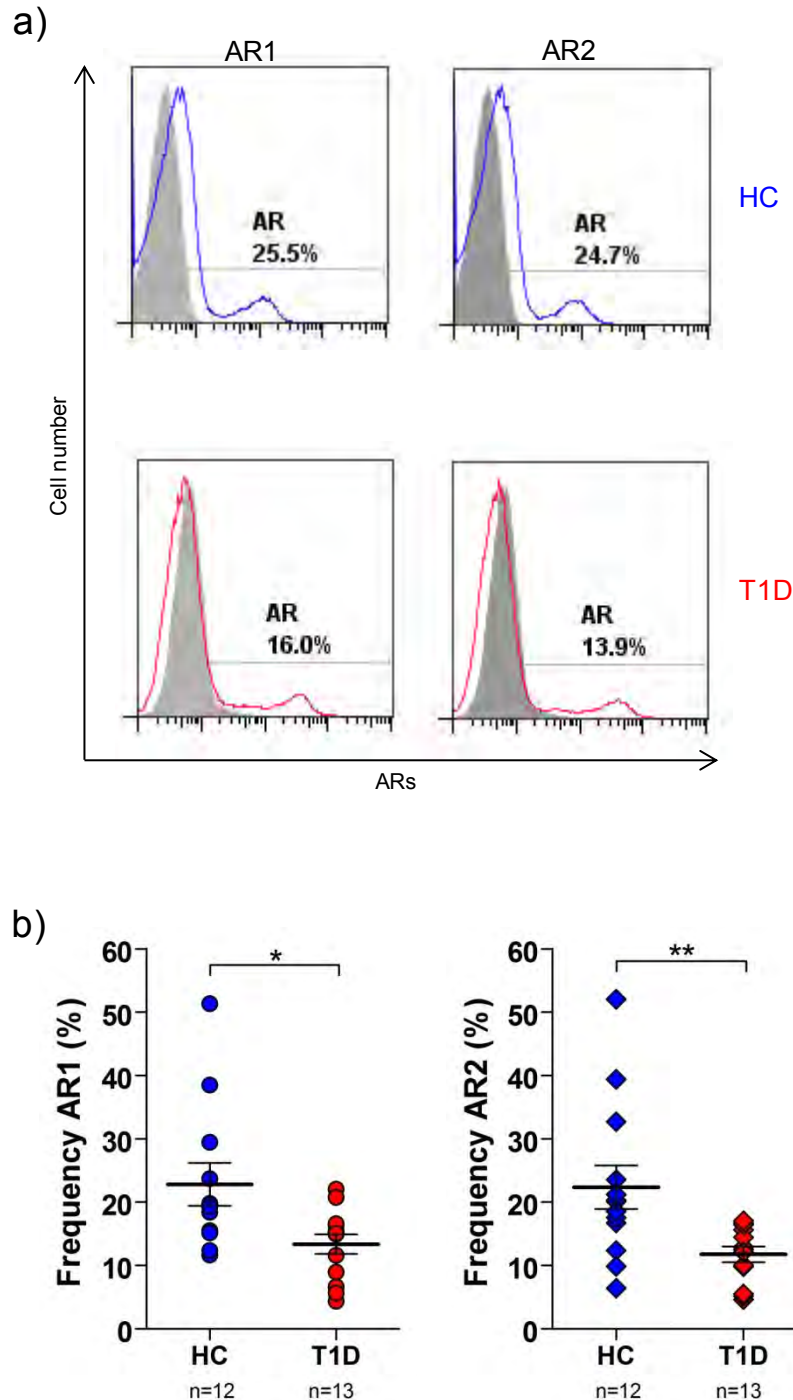 a)
AR1 AR2
AR
25.5%
AR
24.7%
HC
Cell number
AR
16.0%
AR
13.9%
T1D
ARs
b)
Frequency AR1 (%)
60
50
40
30
20
10
0
*
HC T1D
n=12 n=13
Frequency AR2 (%)
60
50
40
30
20
10
0
**
HC T1D
n=12 n=13